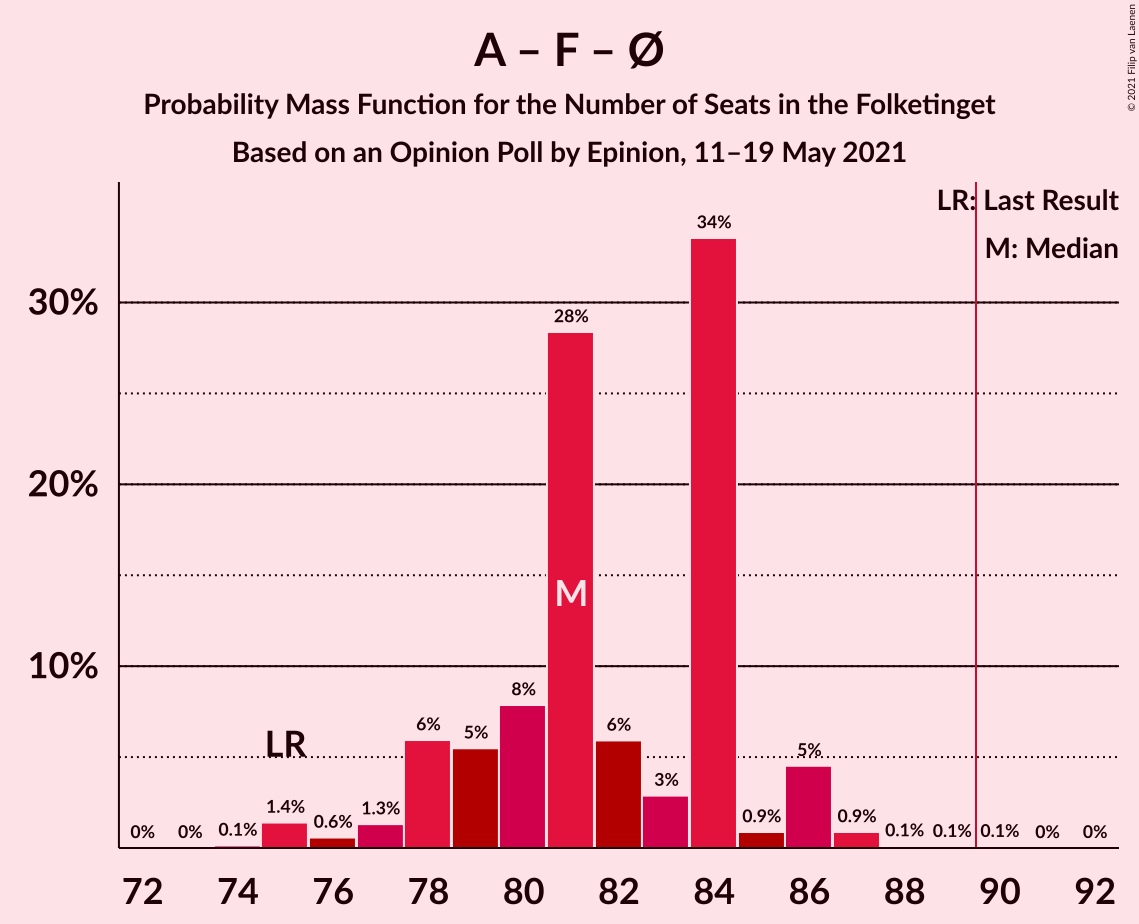 A – F – Ø
Probability Mass Function for the Number of Seats in the Folketinget
Based on an Opinion Poll by Epinion, 11–19 May 2021
© 2021 Filip van Laenen
LR: Last Result
M: Median
34%
30%
28%
20%
M
10%
8%
6%
5%
6%
3%
5%
LR
0%
0%
0.1%
1.4%
0.6%
1.3%
0.9%
0.9%
0.1%
0.1%
0.1%
0%
0%
72 74 76 78 80 82 84 86 88 90 92